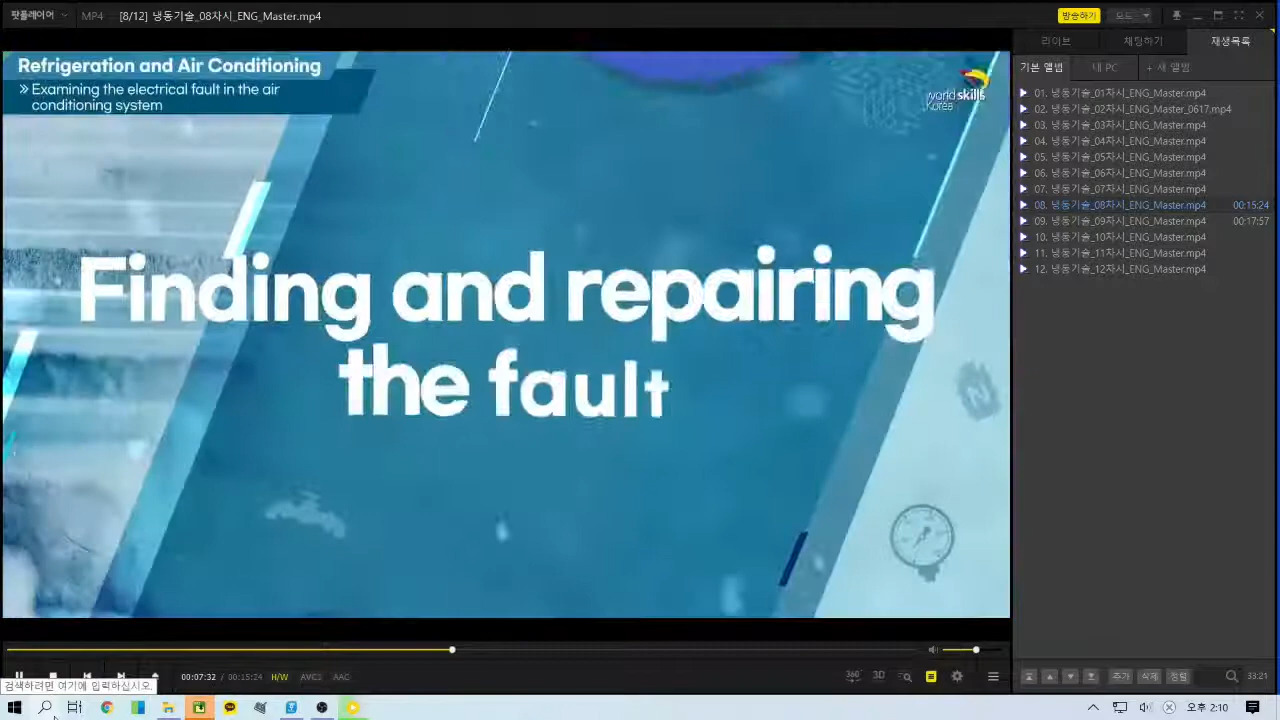 팟플레이어 MP4 [8/12] 냉동기술_08차시_ENG_Master.mp4 방송하기 모드
Refrigeration and Air Conditioning
» Examining the electrical fault in the air
conditioning system
world skills
Korea
Finding and repairing
the fault
라이브 채팅하기 재생목록
기본 앨범 내 PC + 새 앨범
01. 냉동기술_01차시_ENG_Master.mp4
02. 냉동기술_02차시_ENG_Master_0617.mp4
03. 냉동기술_03차시_ENG_Master.mp4
04. 냉동기술_04차시_ENG_Master.mp4
05. 냉동기술_05차시_ENG_Master.mp4
06. 냉동기술_06차시_ENG_Master.mp4
07. 냉동기술_07차시_ENG_Master.mp4
08. 냉동기술_08차시_ENG_Master.mp4 00:15:24
09. 냉동기술_09차시_ENG_Master.mp4 00:17:57
10. 냉동기술_10차시_ENG_Master.mp4
11. 냉동기술_11차시_ENG_Master.mp4
12. 냉동기술_12차시_ENG_Master.mp4
00:07:32 / 00:15:24 H/W AVC1 AAC 360° 3D
추가 삭제 정렬 33:21
검색하려면 여기에 입력하십시오.
오후 2:10